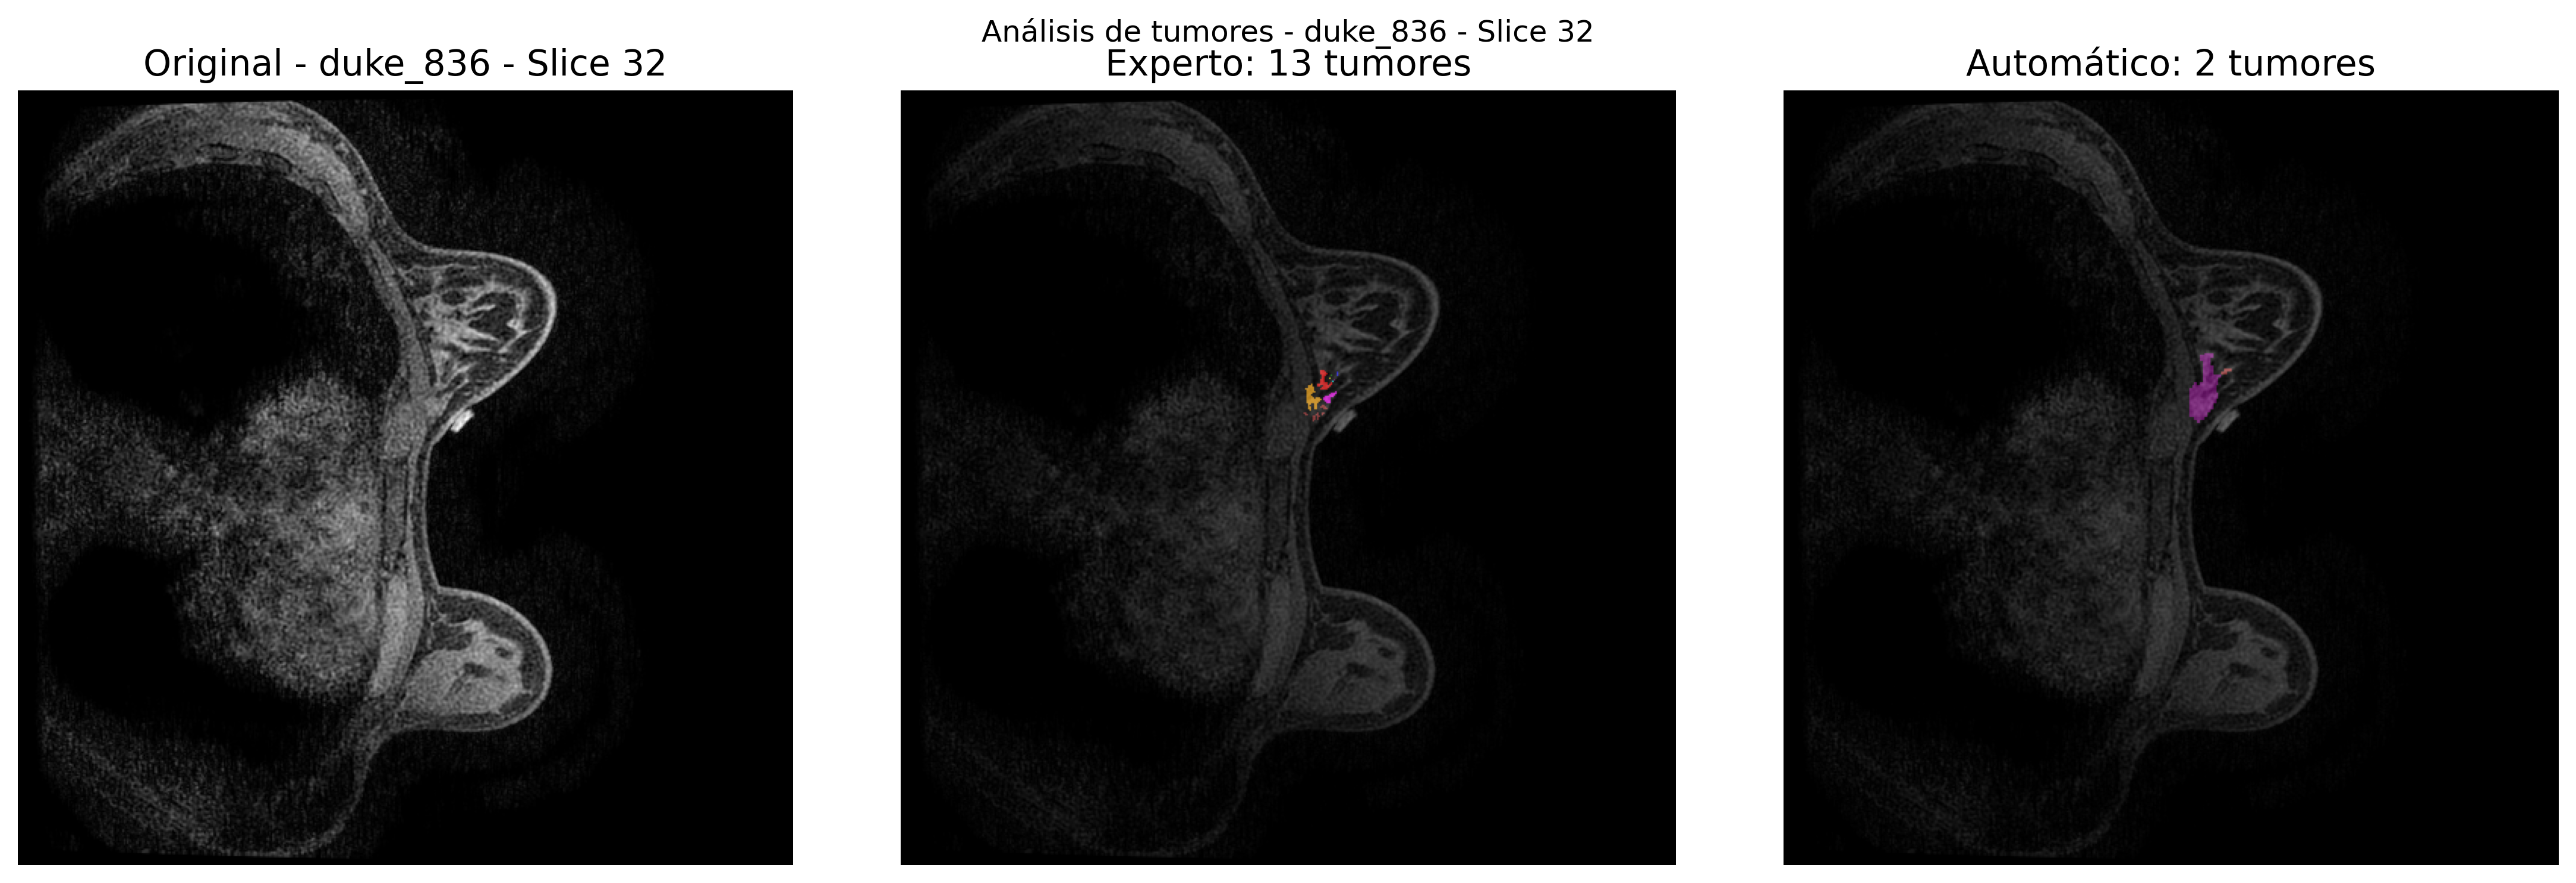 Análisis de tumores - duke_836 - Slice 32
Original - duke_836 - Slice 32
Experto: 13 tumores
Automático: 2 tumores